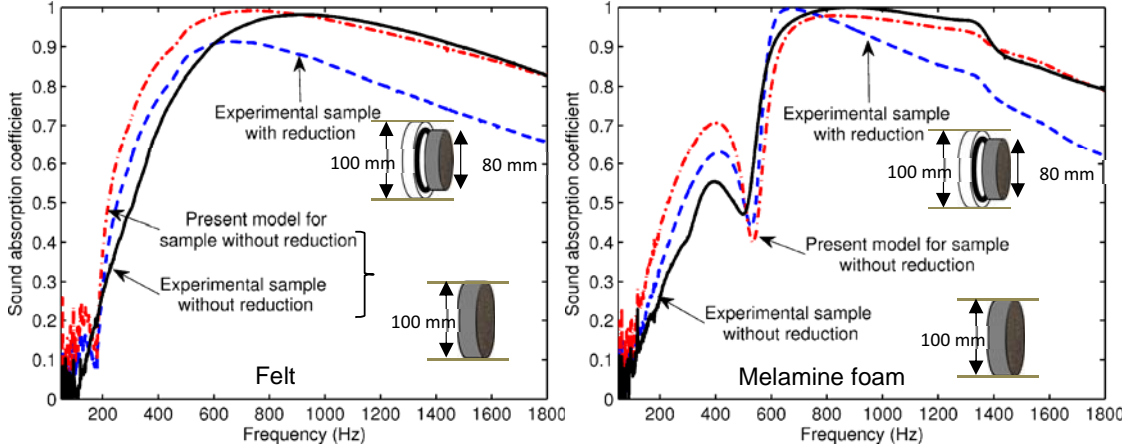 1
0.9
0.8
0.7
0.6
0.5
0.4
0.3
0.2
0.1
0
Sound absorption coefficient
Experimental sample
with reduction
100 mm
80 mm
Present model for
sample without reduction
Experimental sample
without reduction
100 mm
Felt
200 400 600 800 1000 1200 1400 1600 1800
Frequency (Hz)
1
0.9
0.8
0.7
0.6
0.5
0.4
0.3
0.2
0.1
0
Sound absorption coefficient
Experimental sample
with reduction
100 mm
80 mm
Present model for sample
without reduction
Experimental sample
without reduction
100 mm
Melamine foam
200 400 600 800 1000 1200 1400 1600 1800
Frequency (Hz)